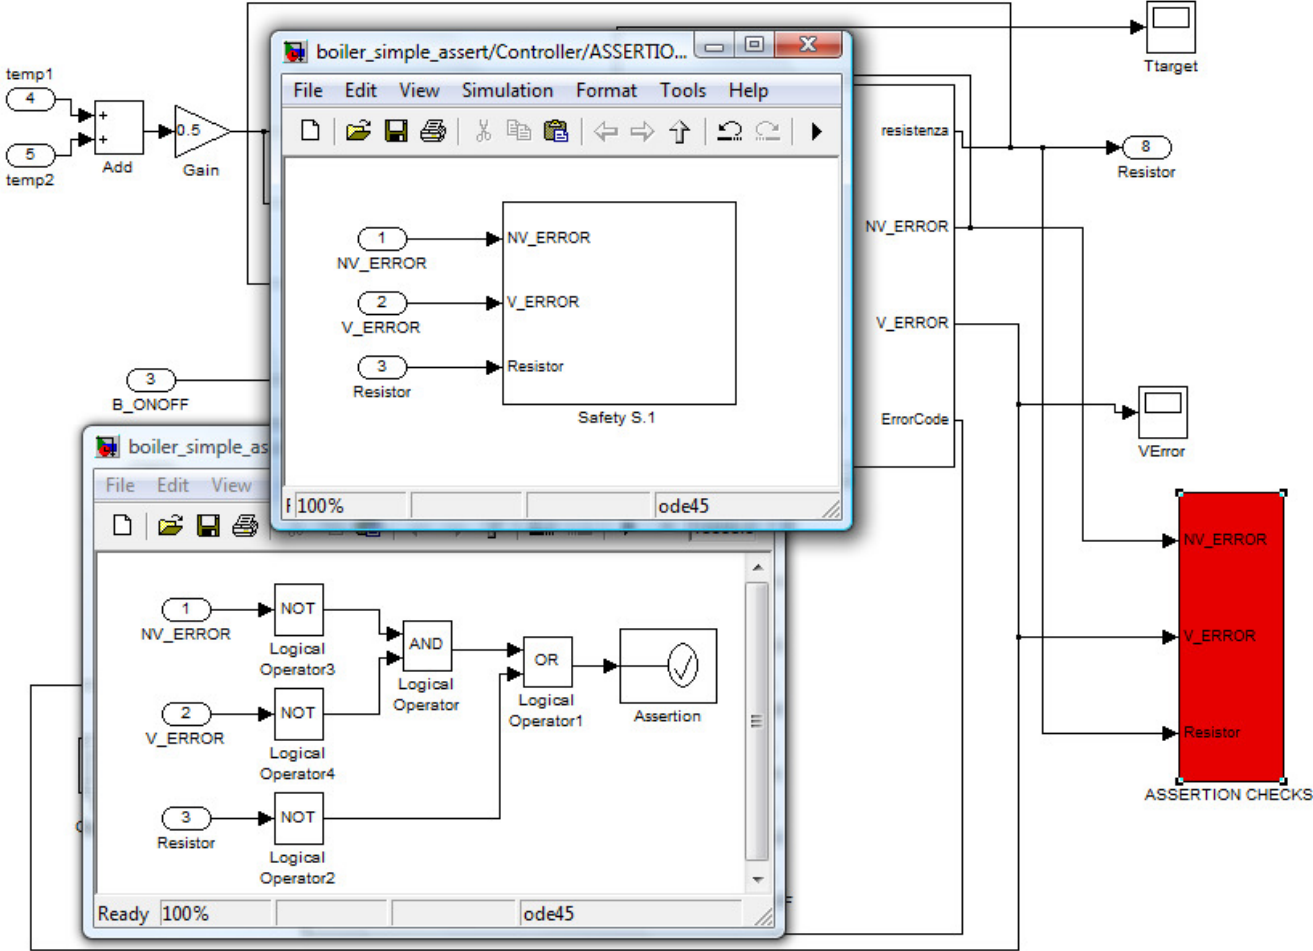 temp1
4
5
temp2
+
+
Add
0.5
Gain
3
B_ONOFF
boiler_simple_assert/Controller/ASSERTIO...
File Edit View Simulation Format Tools Help
1
NV_ERROR
NV_ERROR
2
V_ERROR
V_ERROR
3
Resistor
Resistor
Safety S.1
100%
ode45
resistenza
NV_ERROR
V_ERROR
ErrorCode
Ttarget
8
Resistor
VError
NV_ERROR
V_ERROR
Resistor
ASSERTION CHECKS
boiler_simple_as
File Edit View
1
NV_ERROR
NOT
Logical
Operator3
AND
Logical
Operator
OR
Logical
Operator1
Assertion
2
V_ERROR
NOT
Logical
Operator4
3
Resistor
NOT
Logical
Operator2
Ready
100%
ode45